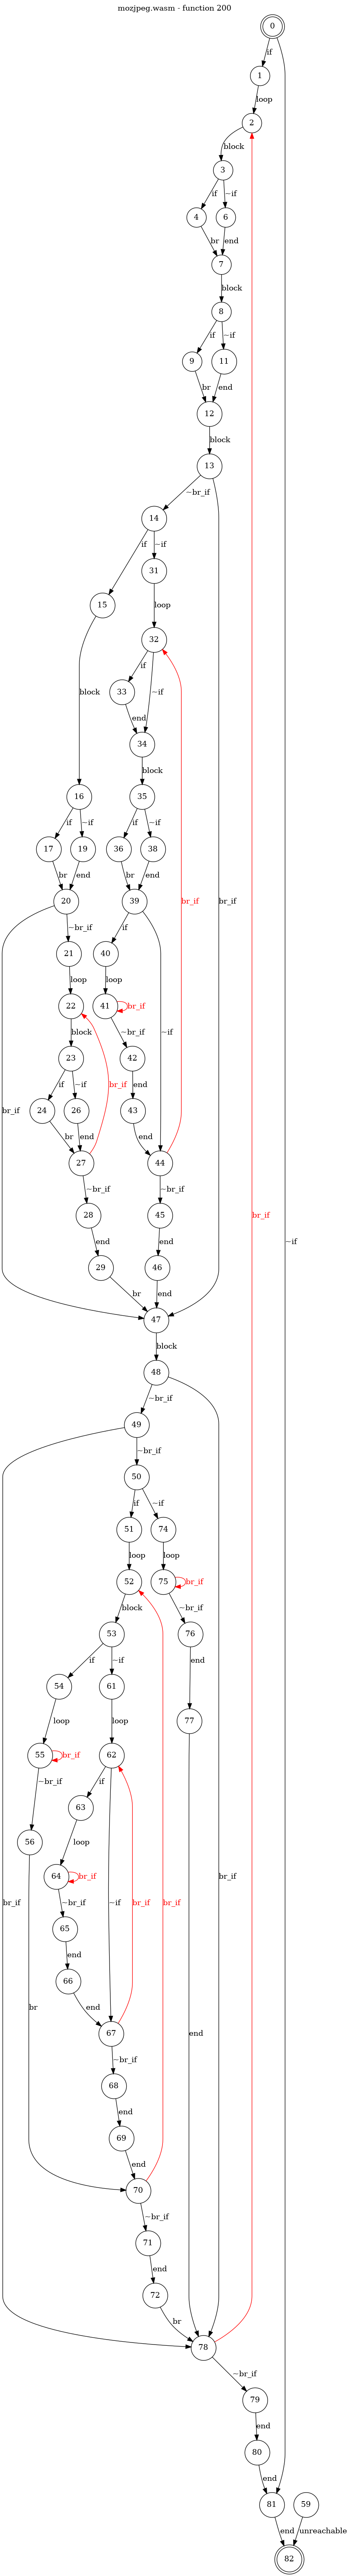 mozjpeg.wasm - function 200
0
if
1
loop
2
block
3
if
~if
4
6
br
end
7
block
8
if
~if
9
11
br
end
12
block
13
~br_if
14
if
~if
31
15
loop
32
if
block
33
~if
end
34
block
16
35
if
~if
if
~if
17
19
36
38
br
end
br
end
20
39
br_if
br_if
~br_if
if
21
40
loop
loop
~if
22
41
br_if
block
~br_if
23
42
if
~if
br_if
end
24
26
43
br_if
br
end
end
27
44
~br_if
~br_if
28
45
br_if
~if
end
end
29
46
br
end
47
block
48
~br_if
49
~br_if
50
if
~if
51
74
loop
loop
52
75
br_if
block
~br_if
53
76
if
~if
54
61
end
loop
loop
77
55
br_if
62
~br_if
if
63
56
loop
br_if
64
br_if
~if
br_if
br_if
br_if
~br_if
65
end
66
br
end
67
end
~br_if
68
end
69
end
70
~br_if
71
end
72
br
78
~br_if
79
end
80
end
81
59
end
unreachable
82